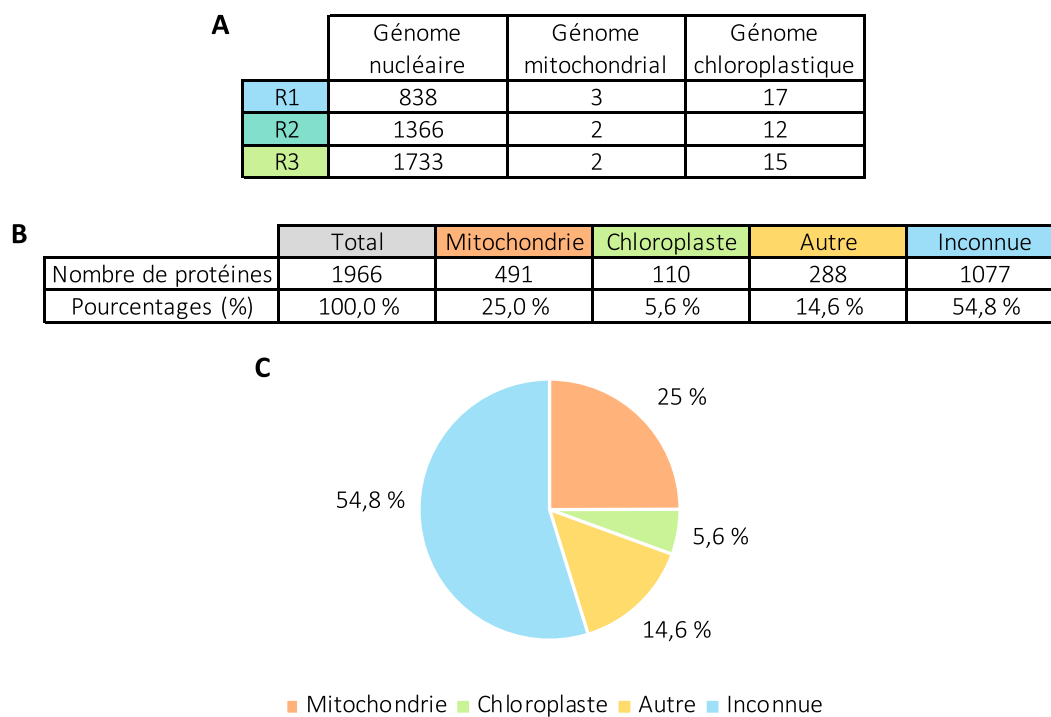 A
Génome nucléaire Génome mitochondrial Génome chloroplastique
R1 838 3 17
R2 1366 2 12
R3 1733 2 15
B
Total Mitochondrie Chloroplaste Autre Inconnue
Nombre de protéines 1966 491 110 288 1077
Pourcentages (%) 100,0 % 25,0 % 5,6 % 14,6 % 54,8 %
C
25 %
54,8 %
5,6 %
14,6 %
Mitochondrie Chloroplaste Autre Inconnue